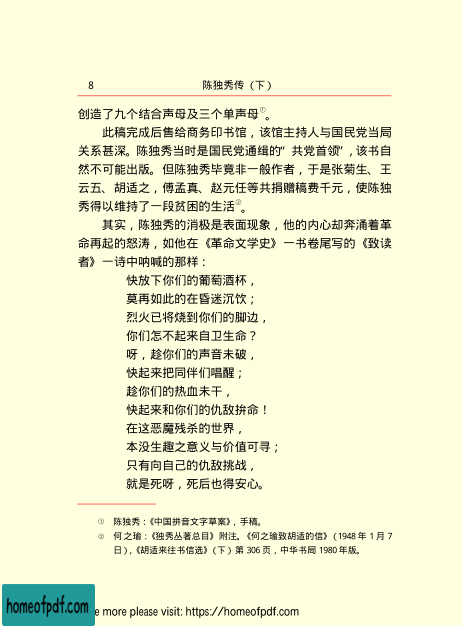 8 陈独秀传（下）
创造了九个结合声母及三个单声母①。
此稿完成后售给商务印书馆，该馆主持人与国民党当局
关系甚深。陈独秀当时是国民党通缉的“共党首领”，该书自
然不可能出版。但陈独秀毕竟非一般作者，于是张菊生、王
云五、胡适之，傅孟真、赵元任等共捐赠稿费千元，使陈独
秀得以维持了一段贫困的生活②。
其实，陈独秀的消极是表面现象，他的内心却奔涌着革
命再起的怒涛，如他在《革命文学史》一书卷尾写的《致读
者》一诗中呐喊的那样：
快放下你们的葡萄酒杯，
莫再如此的在昏迷沉饮；
烈火已将烧到你们的脚边，
你们怎不起来自卫生命？
呀，趁你们的声音未破，
快起来把同伴们唱醒；
趁你们的热血未干，
快起来和你们的仇敌拚命！
在这恶魔残杀的世界，
本没生趣之意义与价值可寻；
只有向自己的仇敌挑战，
就是死呀，死后也得安心。
① 陈独秀：《中国拼音文字草案》，手稿。
② 何之瑜：《独秀丛著总目》附注。《何之瑜致胡适的信》（1948 年 1 月 7
日），《胡适来往书信选》（下）第 306 页，中华书局 1980 年版。
homeofpdf.com
more please visit: https://homeofpdf.com